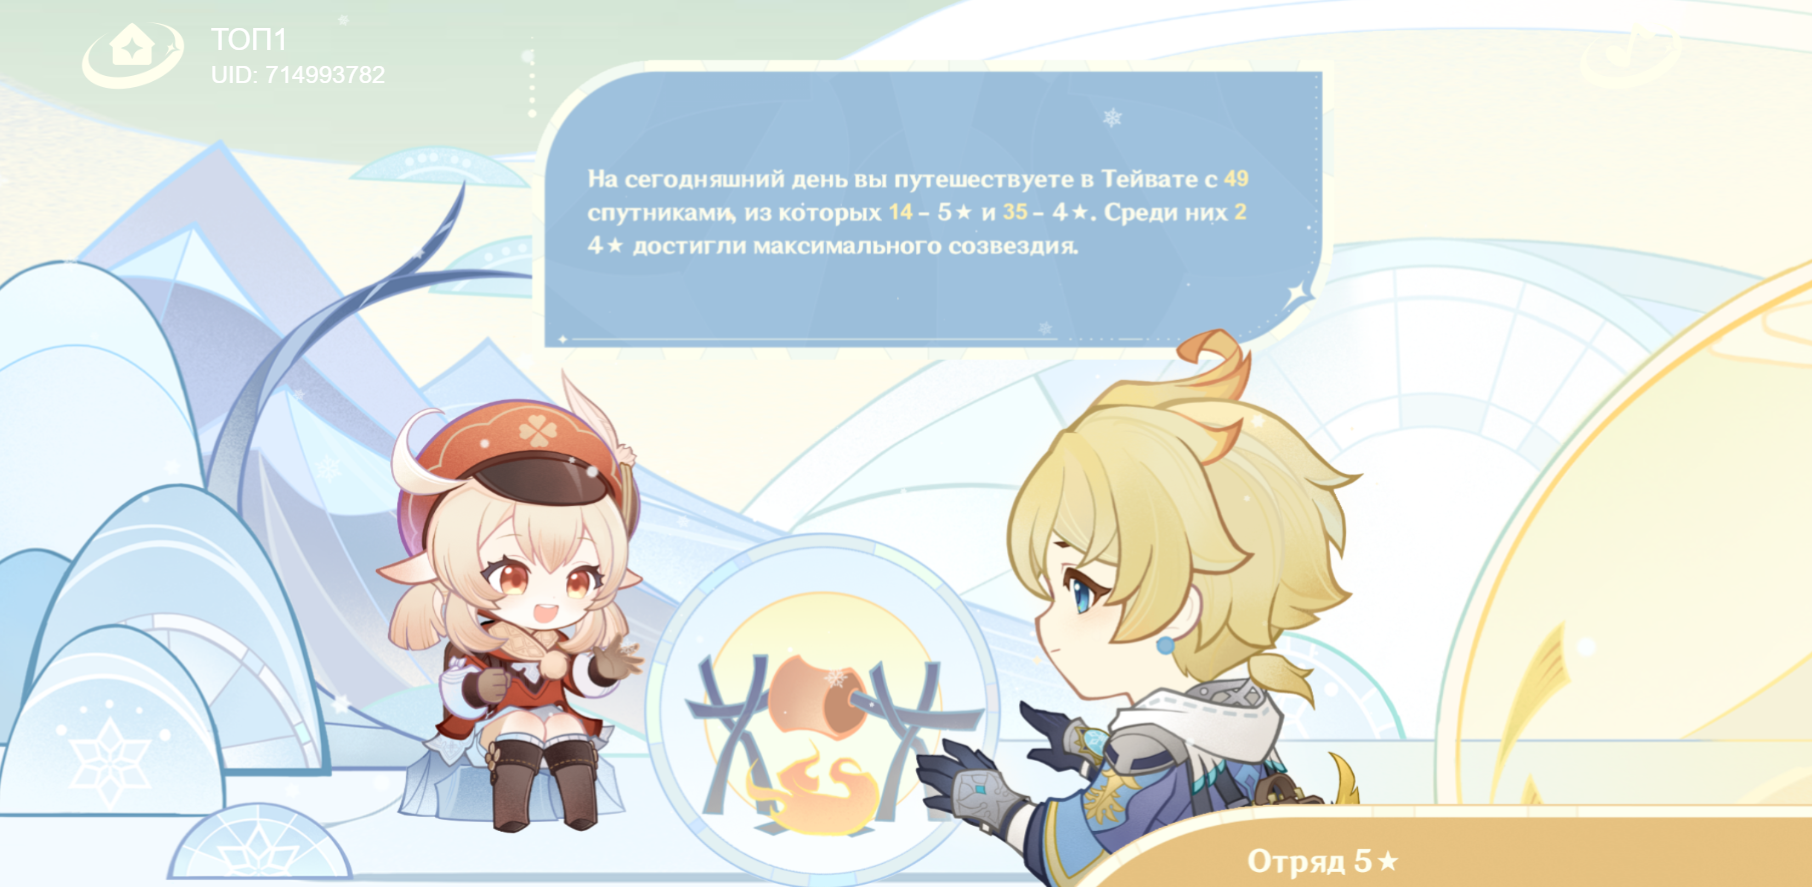 ТОП1
UID: 714993782
На сегодняшний день вы путешествуете в Тейвате с 49
спутниками, из которых 14 – 5★ и 35 – 4★. Среди них 2
4★ достигли максимального созвездия.
Отряд 5★